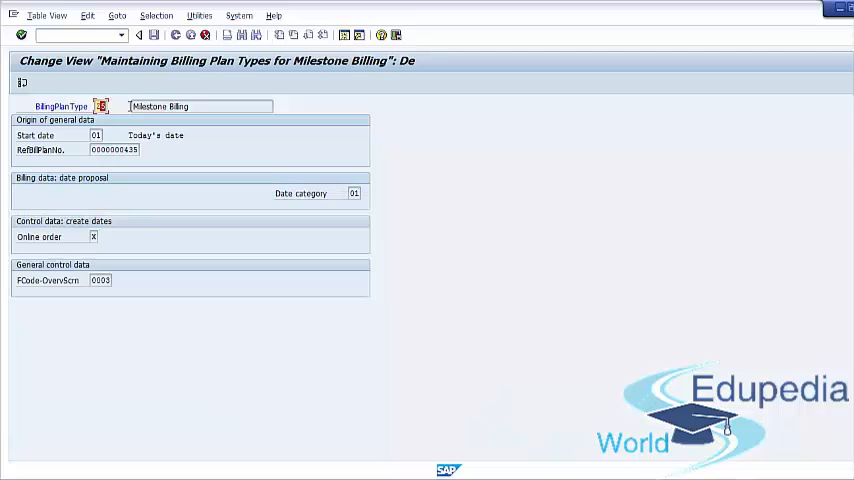 Table View Edit Goto Selection Utilities System Help
Change View "Maintaining Billing Plan Types for Milestone Billing": De
BillingPlanType Milestone Billing
Origin of general data
Start date 01 Today's date
RefBillPlanNo. 0000000435
Billing data: date proposal
Date category 01
Control data: create dates
Online order X
General control data
FCode-OvervScrn 0003
Edupedia
World
SAP